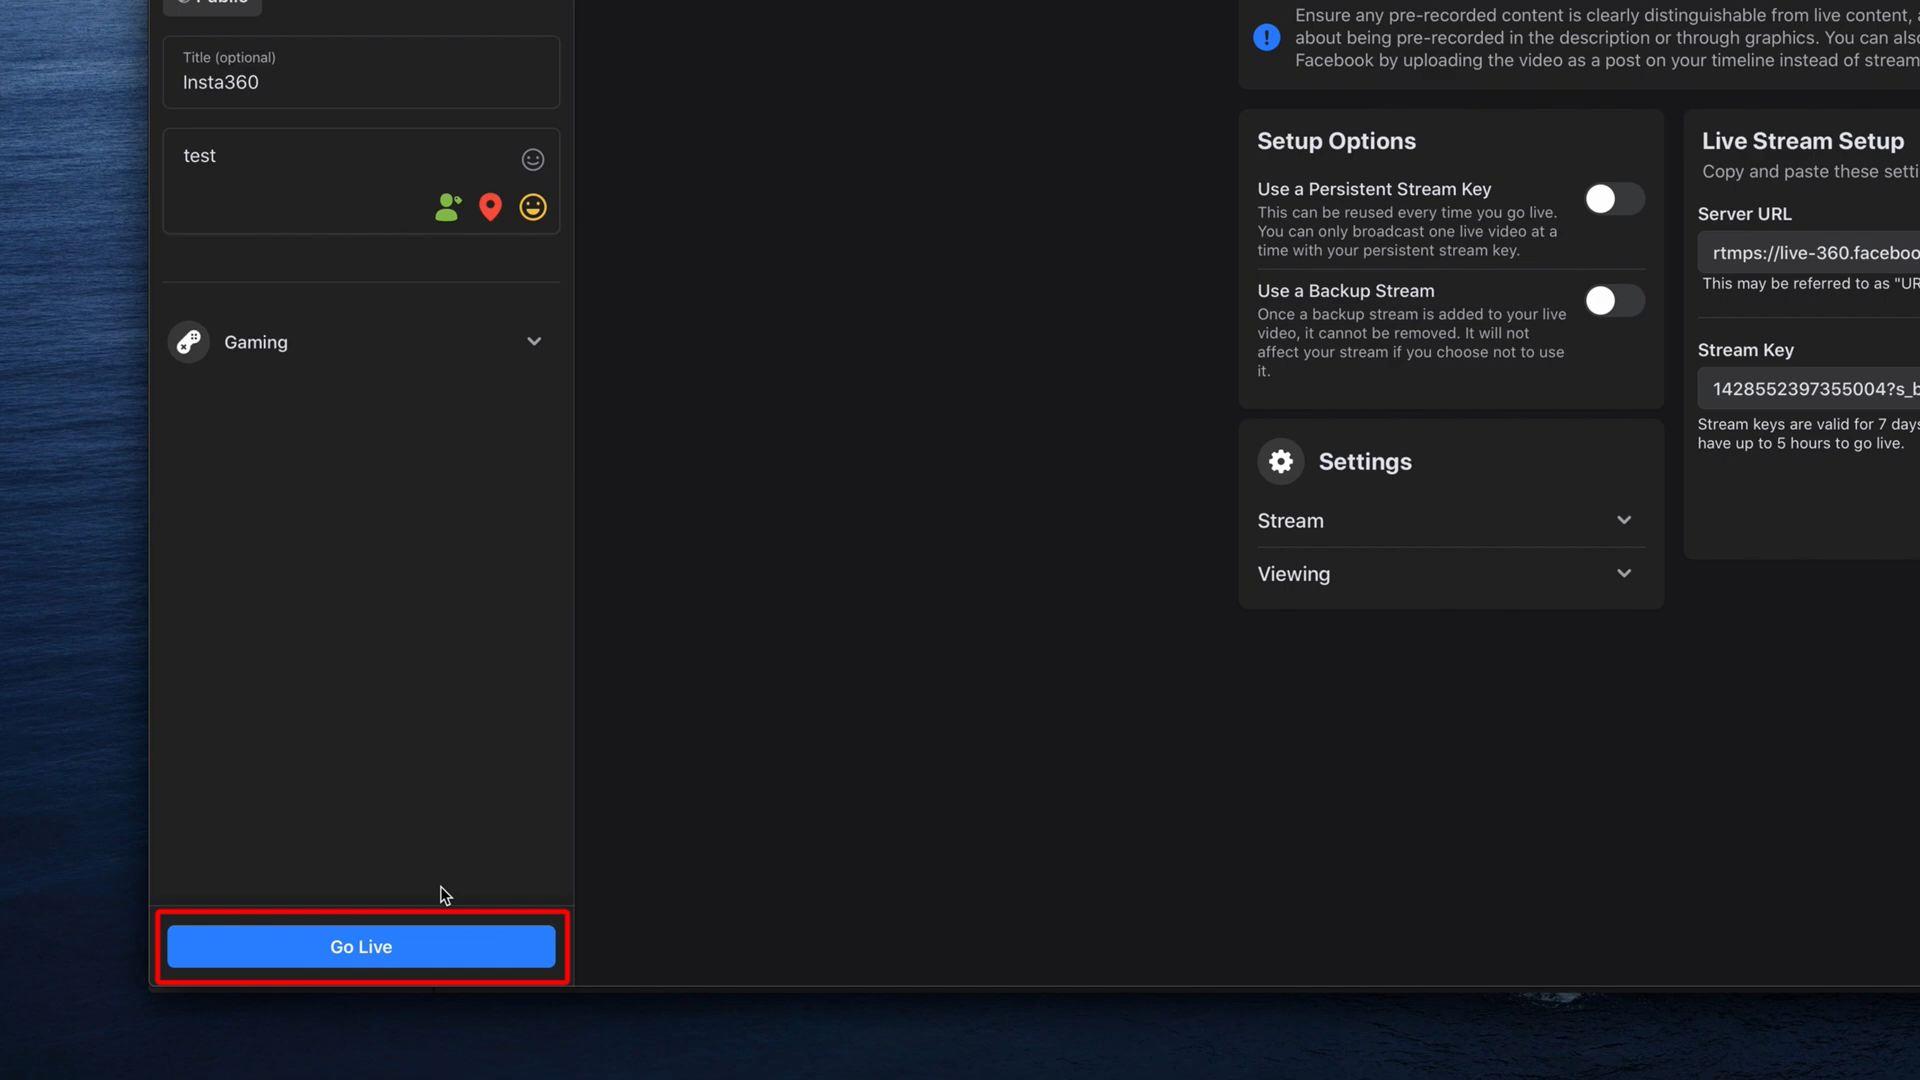 Public
Title (optional)
Insta360
test
Gaming
Go Live
Ensure any pre-recorded content is clearly distinguishable from live content,
about being pre-recorded in the description or through graphics. You can also
Facebook by uploading the video as a post on your timeline instead of stream
Setup Options
Use a Persistent Stream Key
This can be reused every time you go live.
You can only broadcast one live video at a
time with your persistent stream key.
Use a Backup Stream
Once a backup stream is added to your live
video, it cannot be removed. It will not
affect your stream if you choose not to use
it.
Settings
Stream
Viewing
Live Stream Setup
Copy and paste these setti
Server URL
rtmps://live-360.faceboo
This may be referred to as "UR
Stream Key
1428552397355004?s_b
Stream keys are valid for 7 days
have up to 5 hours to go live.